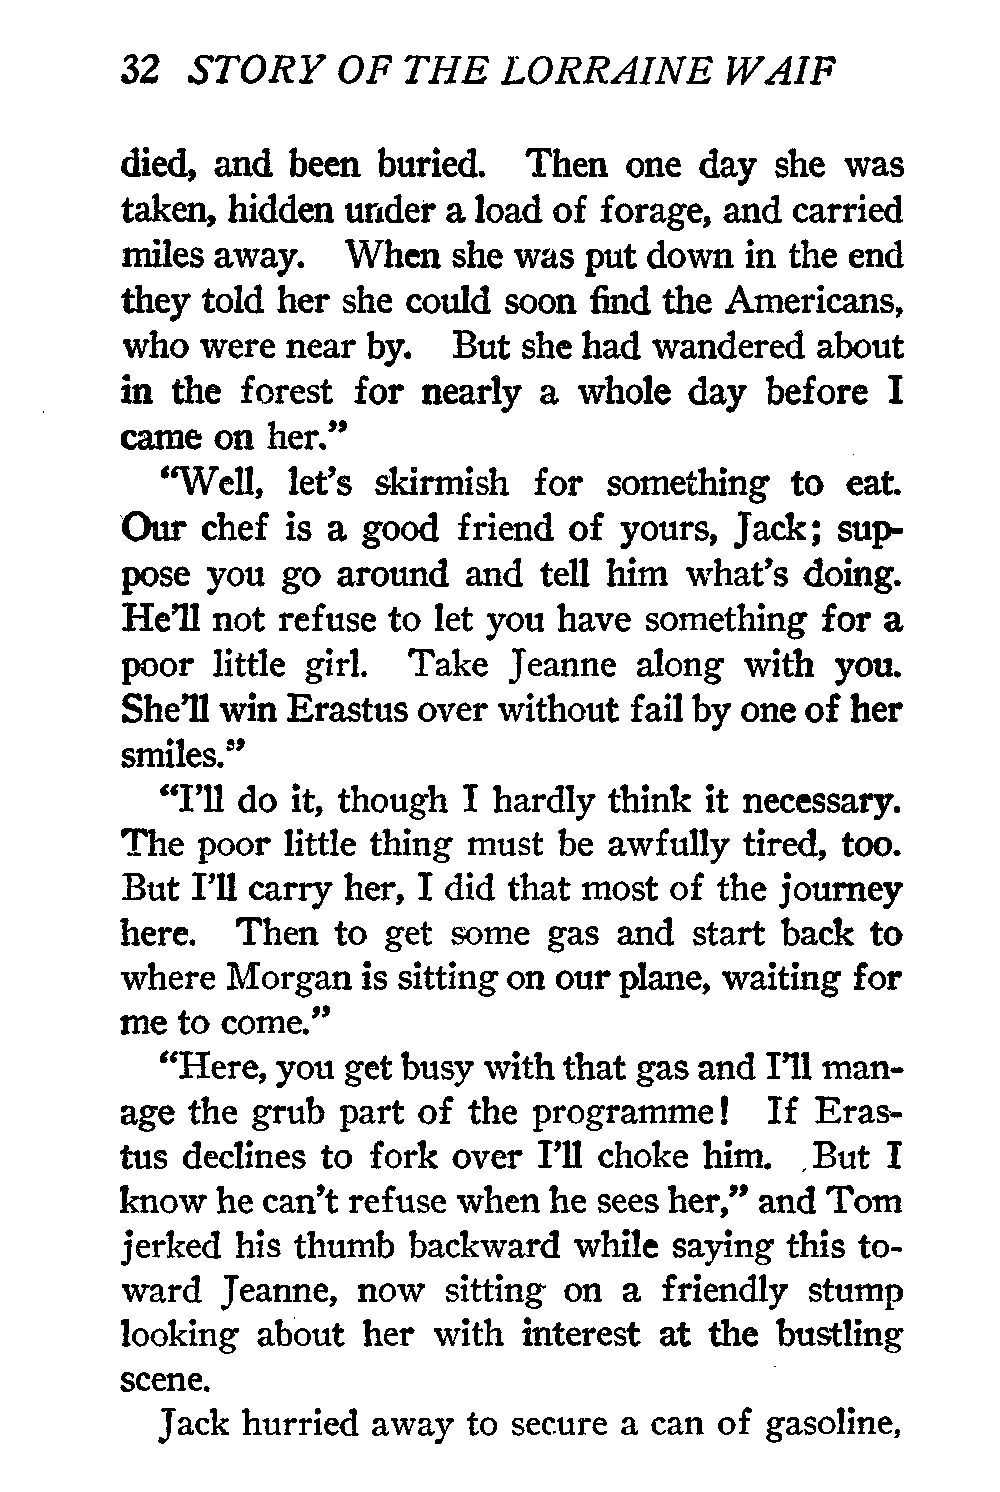 32 STORY OF THE LORRAINE WAIF
died, and been buried. Then one day she was
taken, hidden under a load of forage, and carried
miles away. When she was put down in the end
they told her she could soon find the Americans,
who were near by. But she had wandered about
in the forest for nearly a whole day before I
came on her.”
“Well, let’s skirmish for something to eat.
Our chef is a good friend of yours, Jack; sup-
pose you go around and tell him what’s doing.
He’ll not refuse to let you have something for a
poor little girl. Take Jeanne along with you.
She’ll win Erastus over without fail by one of her
smiles.”
“I’ll do it, though I hardly think it necessary.
The poor little thing must be awfully tired, too.
But I’ll carry her, I did that most of the journey
here. Then to get some gas and start back to
where Morgan is sitting on our plane, waiting for
me to come.”
“Here, you get busy with that gas and I’ll man-
age the grub part of the programme! If Eras-
tus declines to fork over I’ll choke him. But I
know he can’t refuse when he sees her,” and Tom
jerked his thumb backward while saying this to-
ward Jeanne, now sitting on a friendly stump
looking about her with interest at the bustling
scene.
Jack hurried away to secure a can of gasoline,